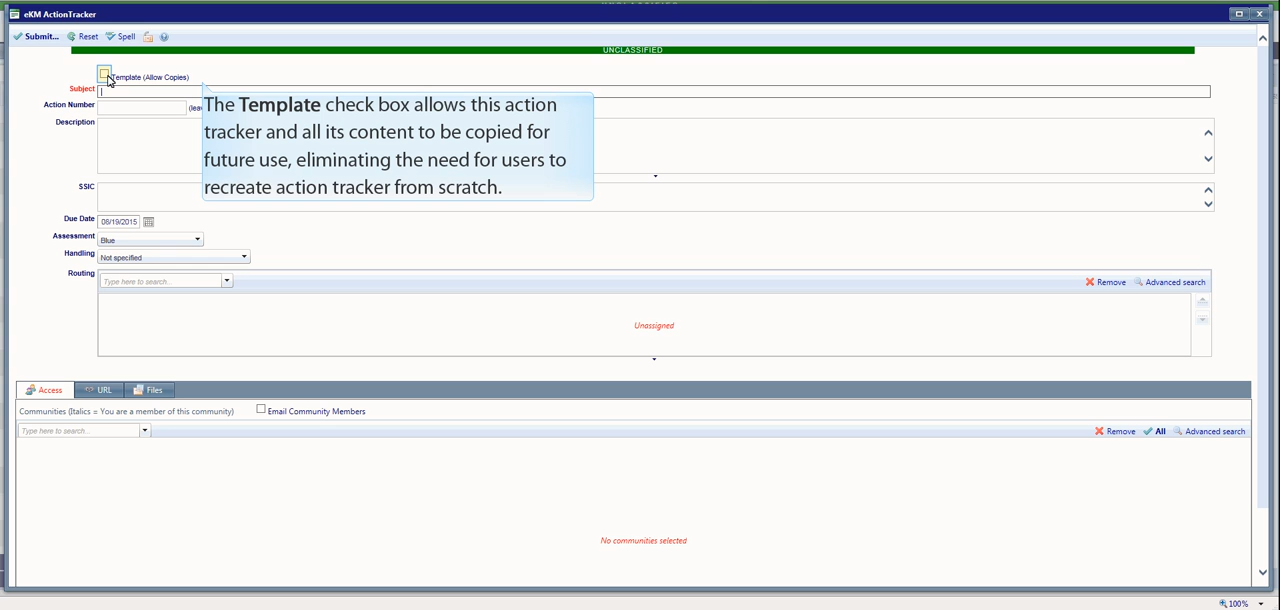 eKM ActionTracker
Submit... Reset Spell
UNCLASSIFIED
Template (Allow Copies)
Subject
Action Number
Description
The Template check box allows this action
tracker and all its content to be copied for
future use, eliminating the need for users to
recreate action tracker from scratch.
SSIC
Due Date 08/19/2015
Assessment Blue
Handling Not specified
Routing Type here to search.. Remove Advanced search
Unassigned
Access URL Files
Communities (Italics = You are a member of this community) Email Community Members
Type here to search.. Remove All Advanced search
No communities selected
100%